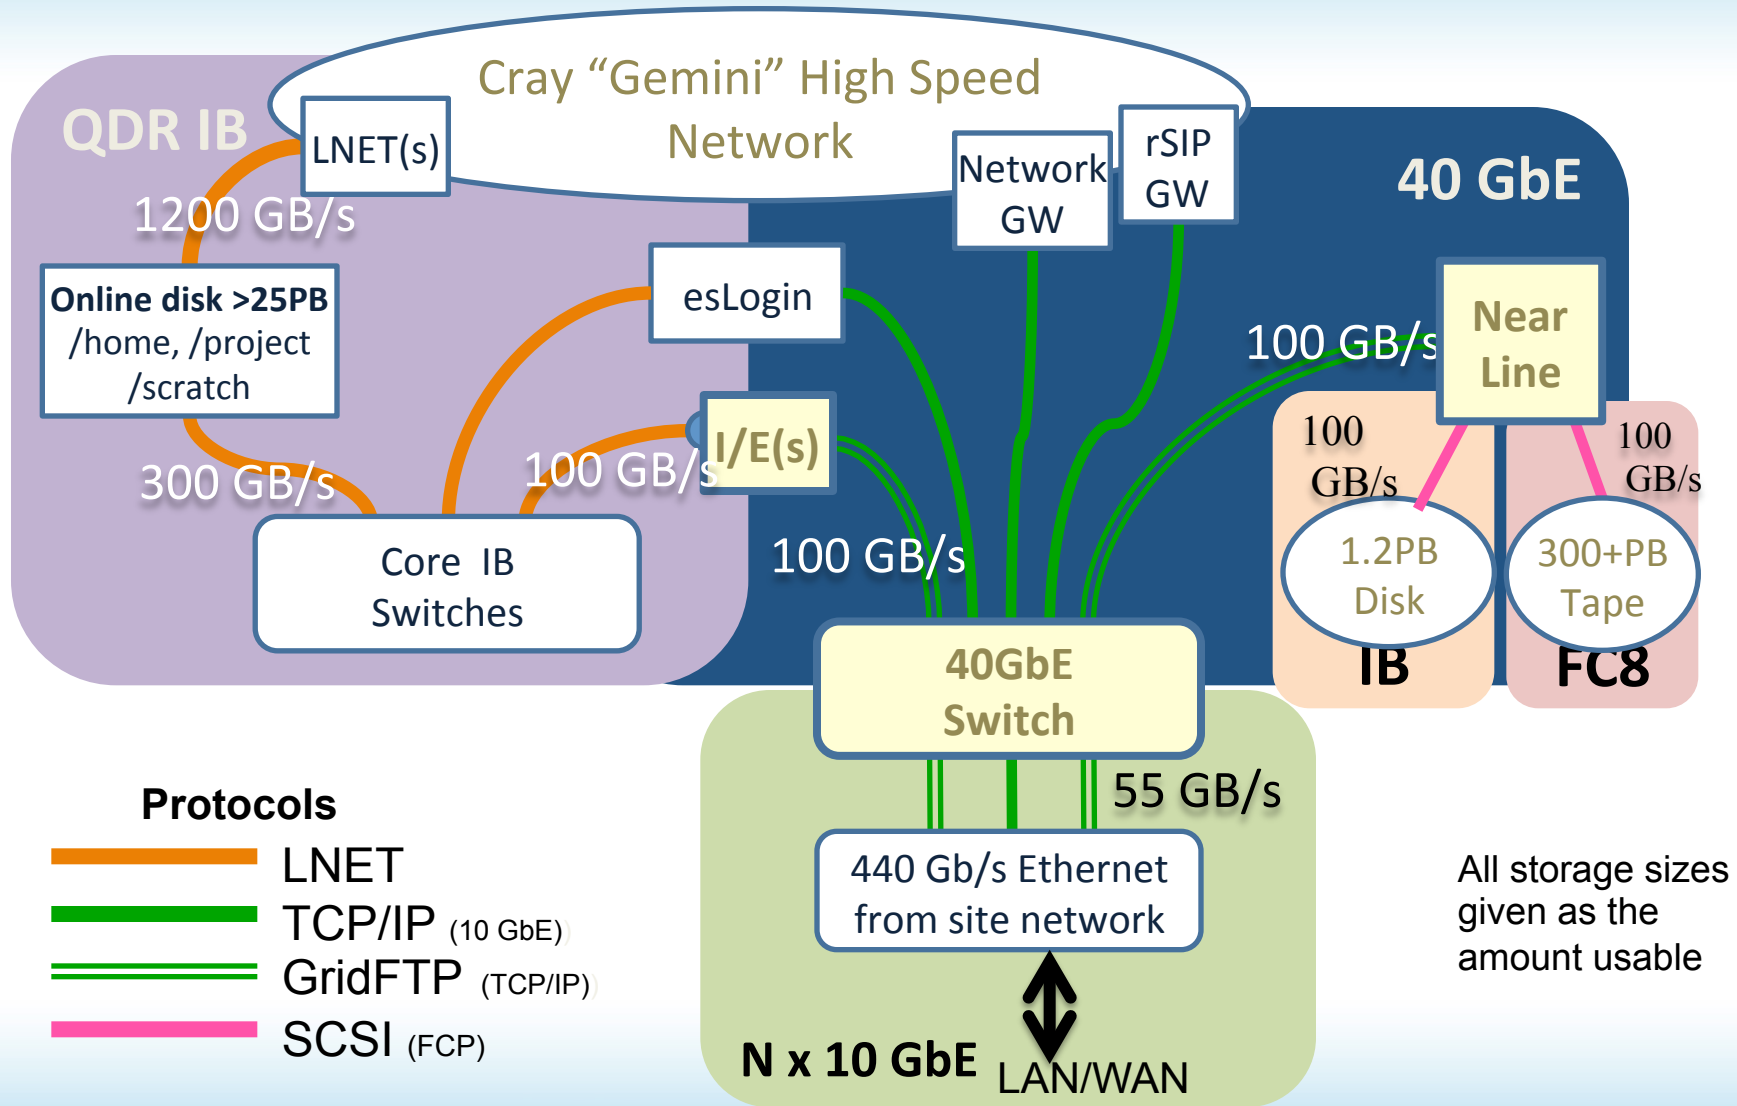 Cray “Gemini” High Speed
Network
QDR IB
LNET(s)
Network
GW
rSIP
GW
40 GbE
1200 GB/s
Online disk >25PB
/home, /project
/scratch
esLogin
Near
Line
100 GB/s
I/E(s)
300 GB/s
100 GB/s
100
GB/s
100
GB/s
Core IB
Switches
100 GB/s
1.2PB
Disk
300+PB
Tape
IB
FC8
40GbE
Switch
55 GB/s
Protocols
LNET
TCP/IP (10 GbE)
GridFTP (TCP/IP)
SCSI (FCP)
440 Gb/s Ethernet
from site network
All storage sizes
given as the
amount usable
N x 10 GbE
LAN/WAN